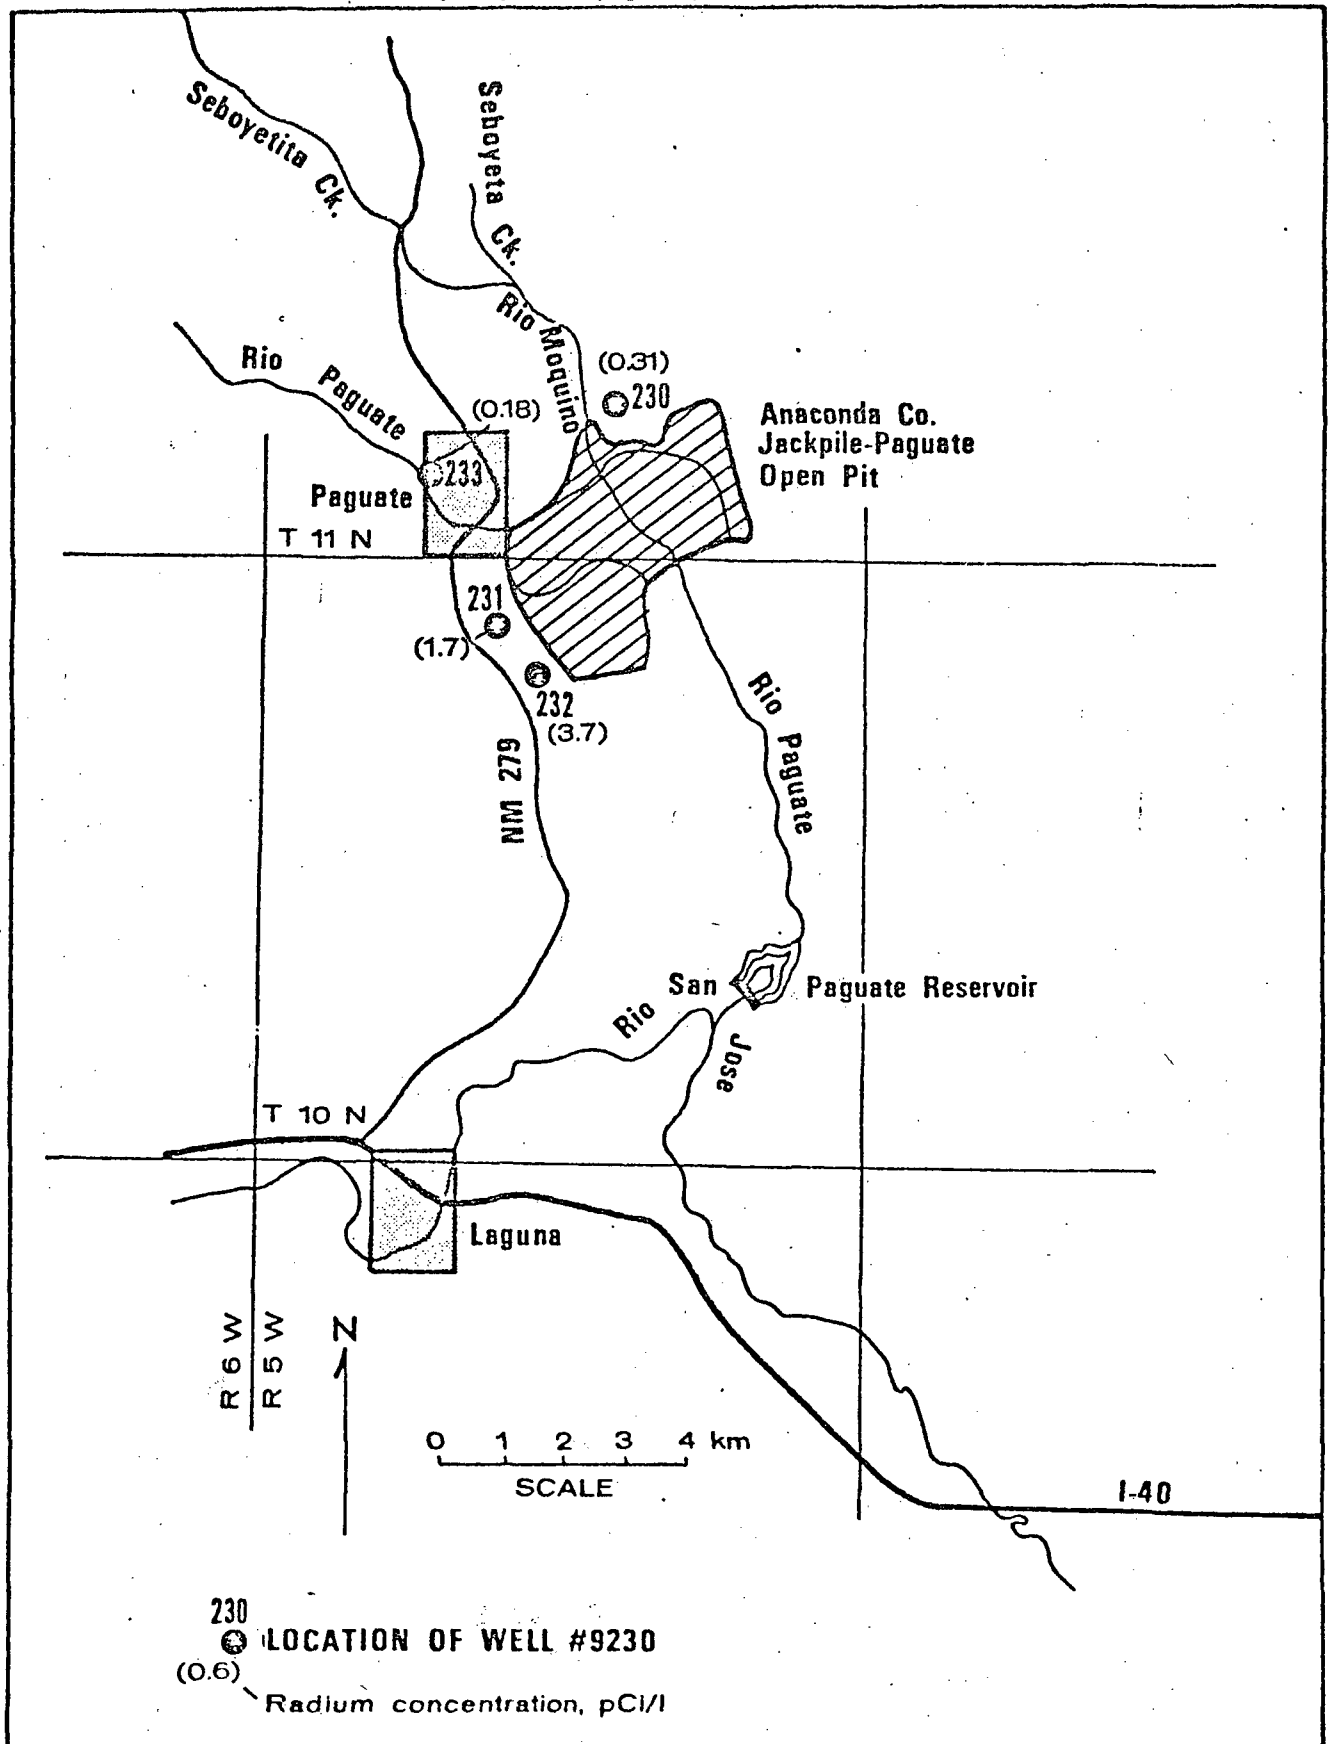 Seboyetita Ck.
Seboyeta Ck.
Rio Moquino
(0.31)
230
Rio Paguate
(0.18)
233
Paguate
Anaconda Co.
Jackpile-Paguate
Open Pit
T 11 N
231
(1.7)
232
(3.7)
NM 279
Rio Paguate
Rio San Jose
Paguate Reservoir
T 10 N
Laguna
R 6 W
R 5 W
N
0 1 2 3 4 km
SCALE
I-40
230
LOCATION OF WELL #9230
(0.6)
Radium concentration, pCi/l